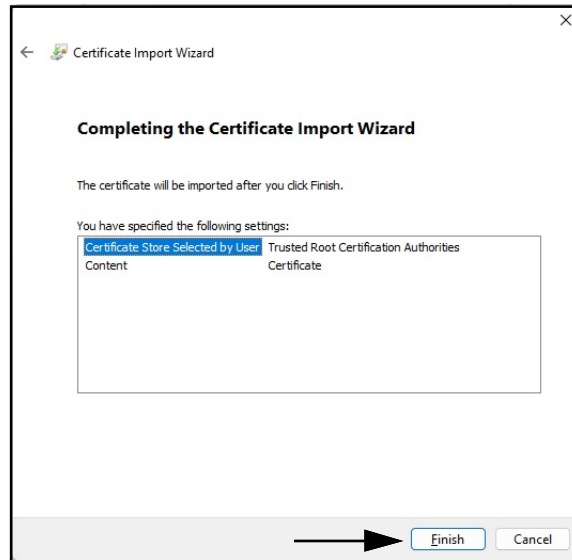 Certificate Import Wizard
Completing the Certificate Import Wizard
The certificate will be imported after you click Finish.
You have specified the following settings:
Certificate Store Selected by User Trusted Root Certification Authorities
Content Certificate
Finish Cancel